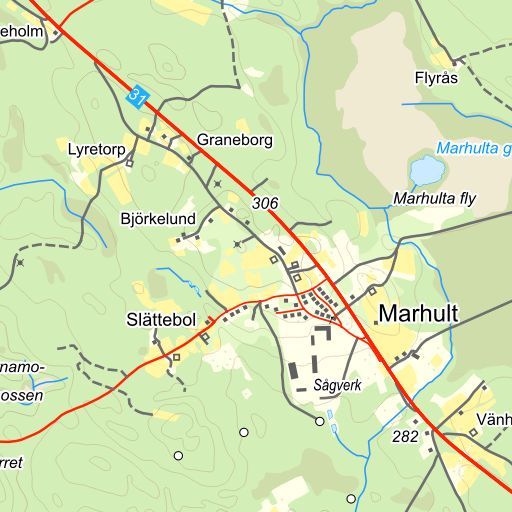 eholm
Flyrås
31
Graneborg
Lyretorp
Marhulta g
Marhulta fly
306
Björkelund
Slättebol
Marhult
namo-
Sågverk
ossen
Vänh
282
rret